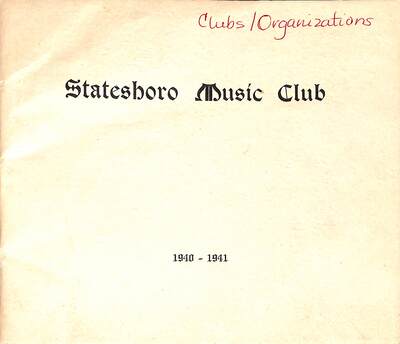 Clubs/Organizations
Statesboro Music Club
1940 - 1941